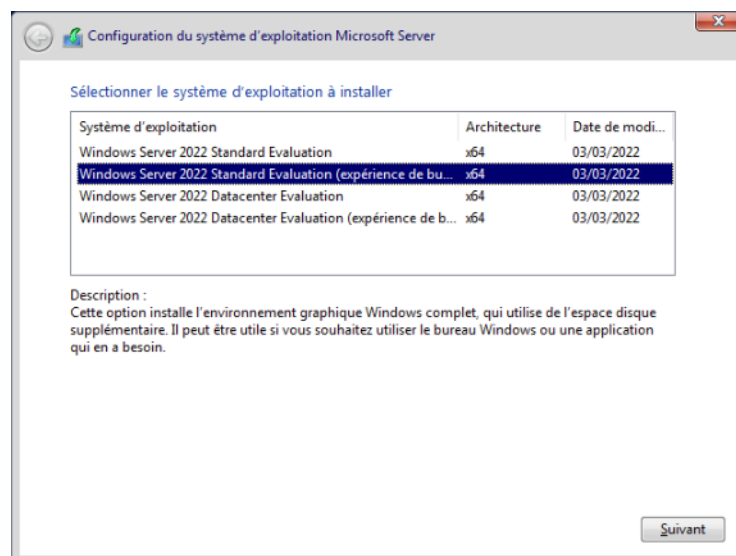 Configuration du système d'exploitation Microsoft Server
Sélectionner le système d'exploitation à installer
Système d'exploitation Architecture Date de modi...
Windows Server 2022 Standard Evaluation x64 03/03/2022
Windows Server 2022 Standard Evaluation (expérience de bu... x64 03/03/2022
Windows Server 2022 Datacenter Evaluation x64 03/03/2022
Windows Server 2022 Datacenter Evaluation (expérience de b... x64 03/03/2022
Description :
Cette option installe l'environnement graphique Windows complet, qui utilise de l'espace disque
supplémentaire. Il peut être utile si vous souhaitez utiliser le bureau Windows ou une application
qui en a besoin.
Suivant